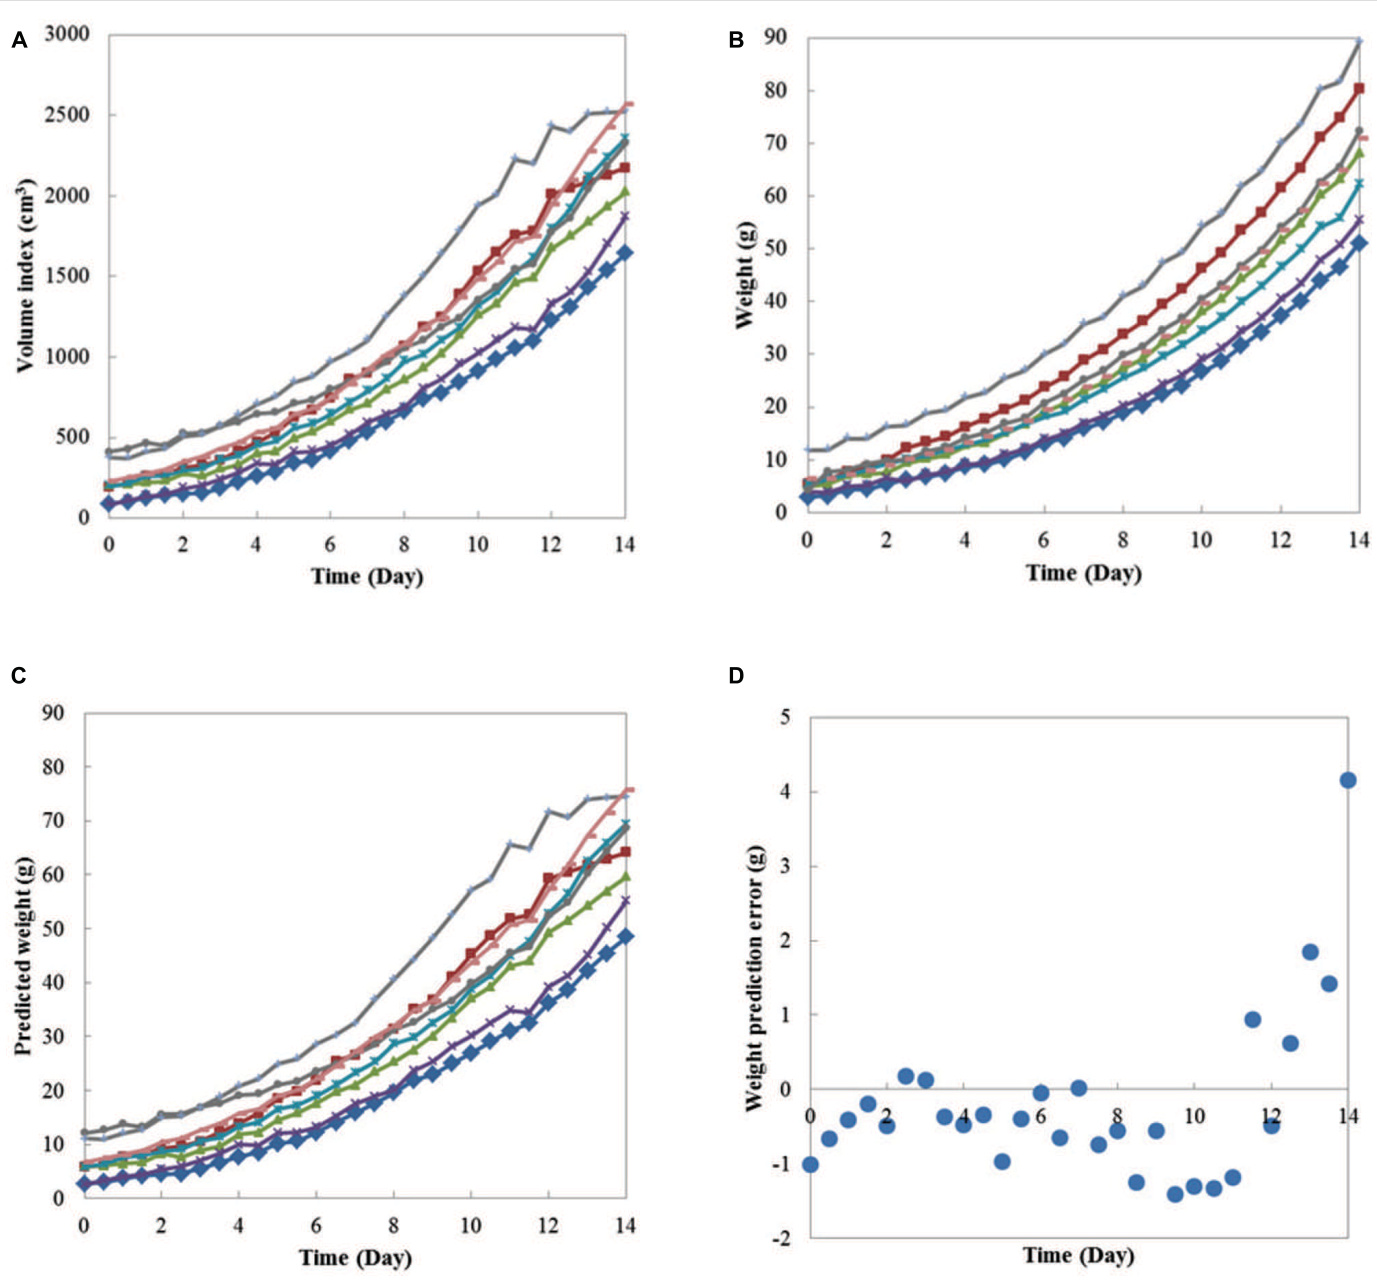 A
3000
2500
2000
1500
1000
500
0
Volume index (cm³)
0 2 4 6 8 10 12 14
Time (Day)
B
90
80
70
60
50
40
30
20
10
0
Weight (g)
0 2 4 6 8 10 12 14
Time (Day)
C
90
80
70
60
50
40
30
20
10
0
Predicted weight (g)
0 2 4 6 8 10 12 14
Time (Day)
D
5
4
3
2
1
0
-1
-2
Weight prediction error (g)
0 2 4 6 8 10 12 14
Time (Day)